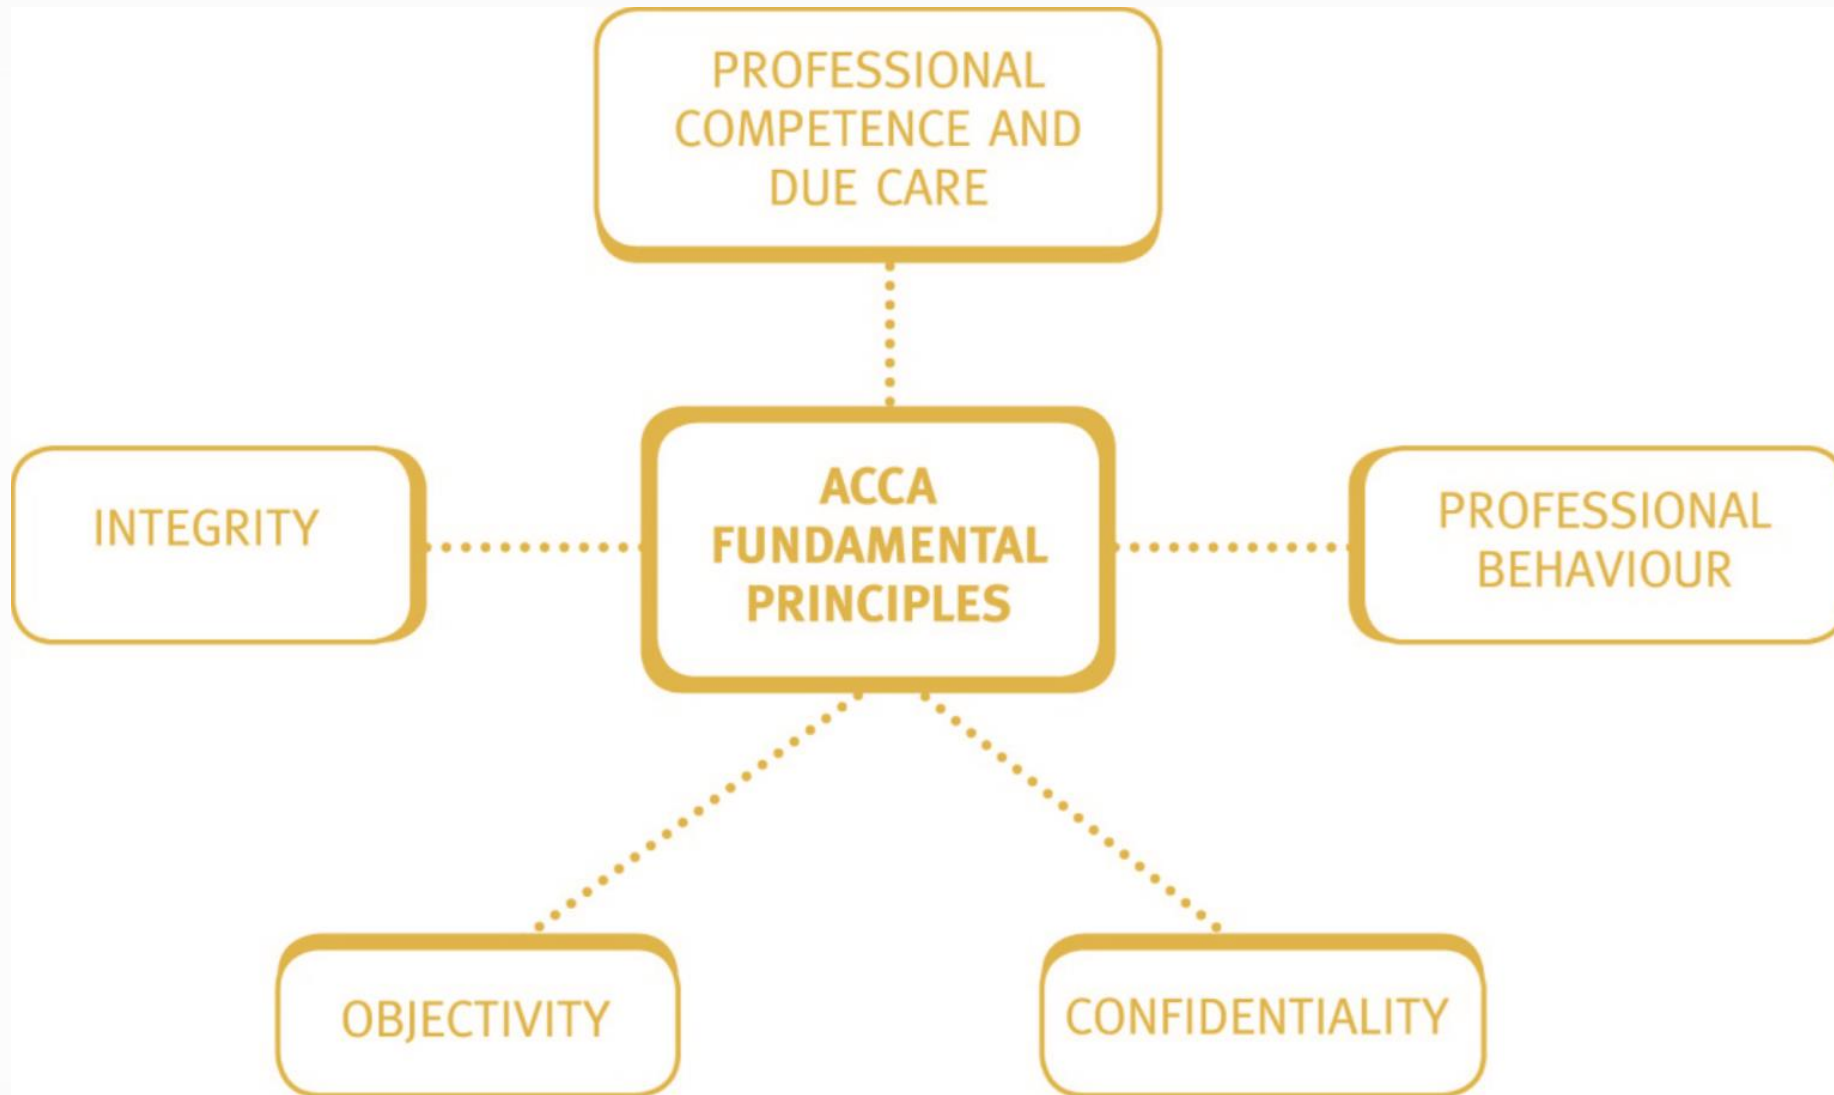 PROFESSIONAL
COMPETENCE AND
DUE CARE
INTEGRITY
ACCA
FUNDAMENTAL
PRINCIPLES
PROFESSIONAL
BEHAVIOUR
OBJECTIVITY
CONFIDENTIALITY